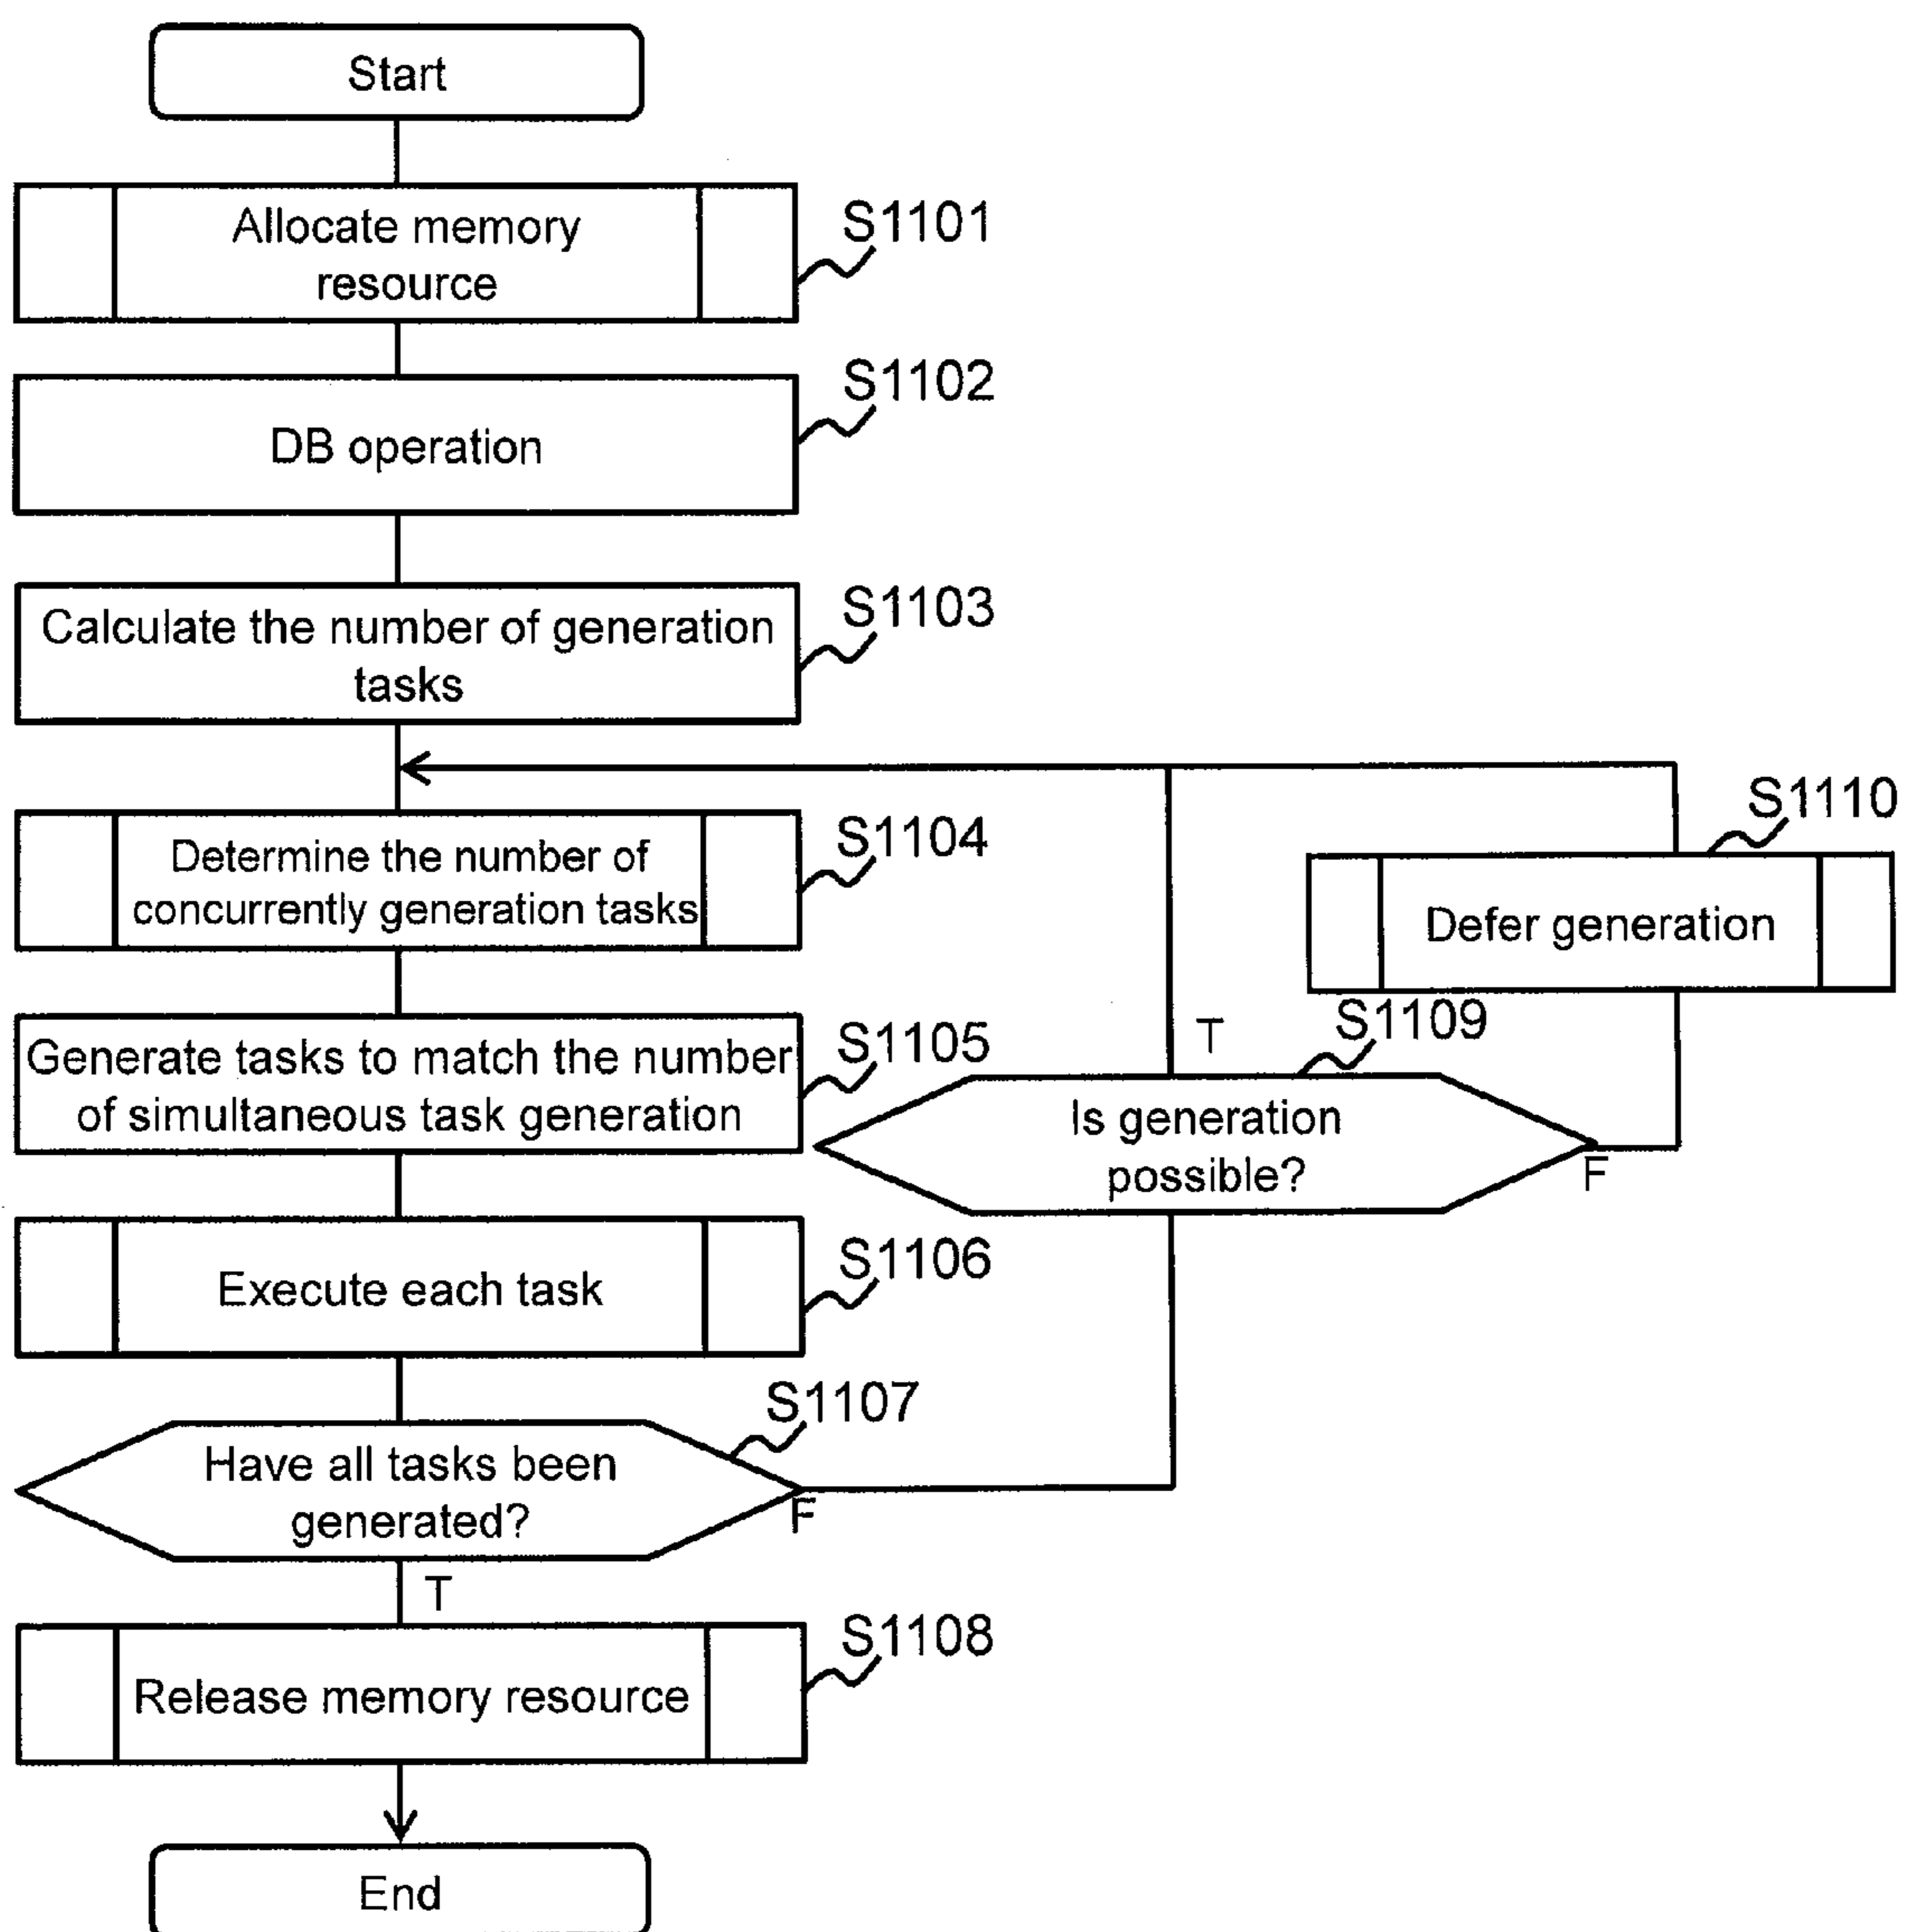 Start
Allocate memory
resource
S1101
DB operation
S1102
Calculate the number of generation
tasks
S1103
Determine the number of
concurrently generation tasks
S1104
Generate tasks to match the number
of simultaneous task generation
S1105
Execute each task
S1106
Have all tasks been
generated?
S1107
F
T
Release memory resource
S1108
End
Is generation
possible?
S1109
T
F
Defer generation
S1110